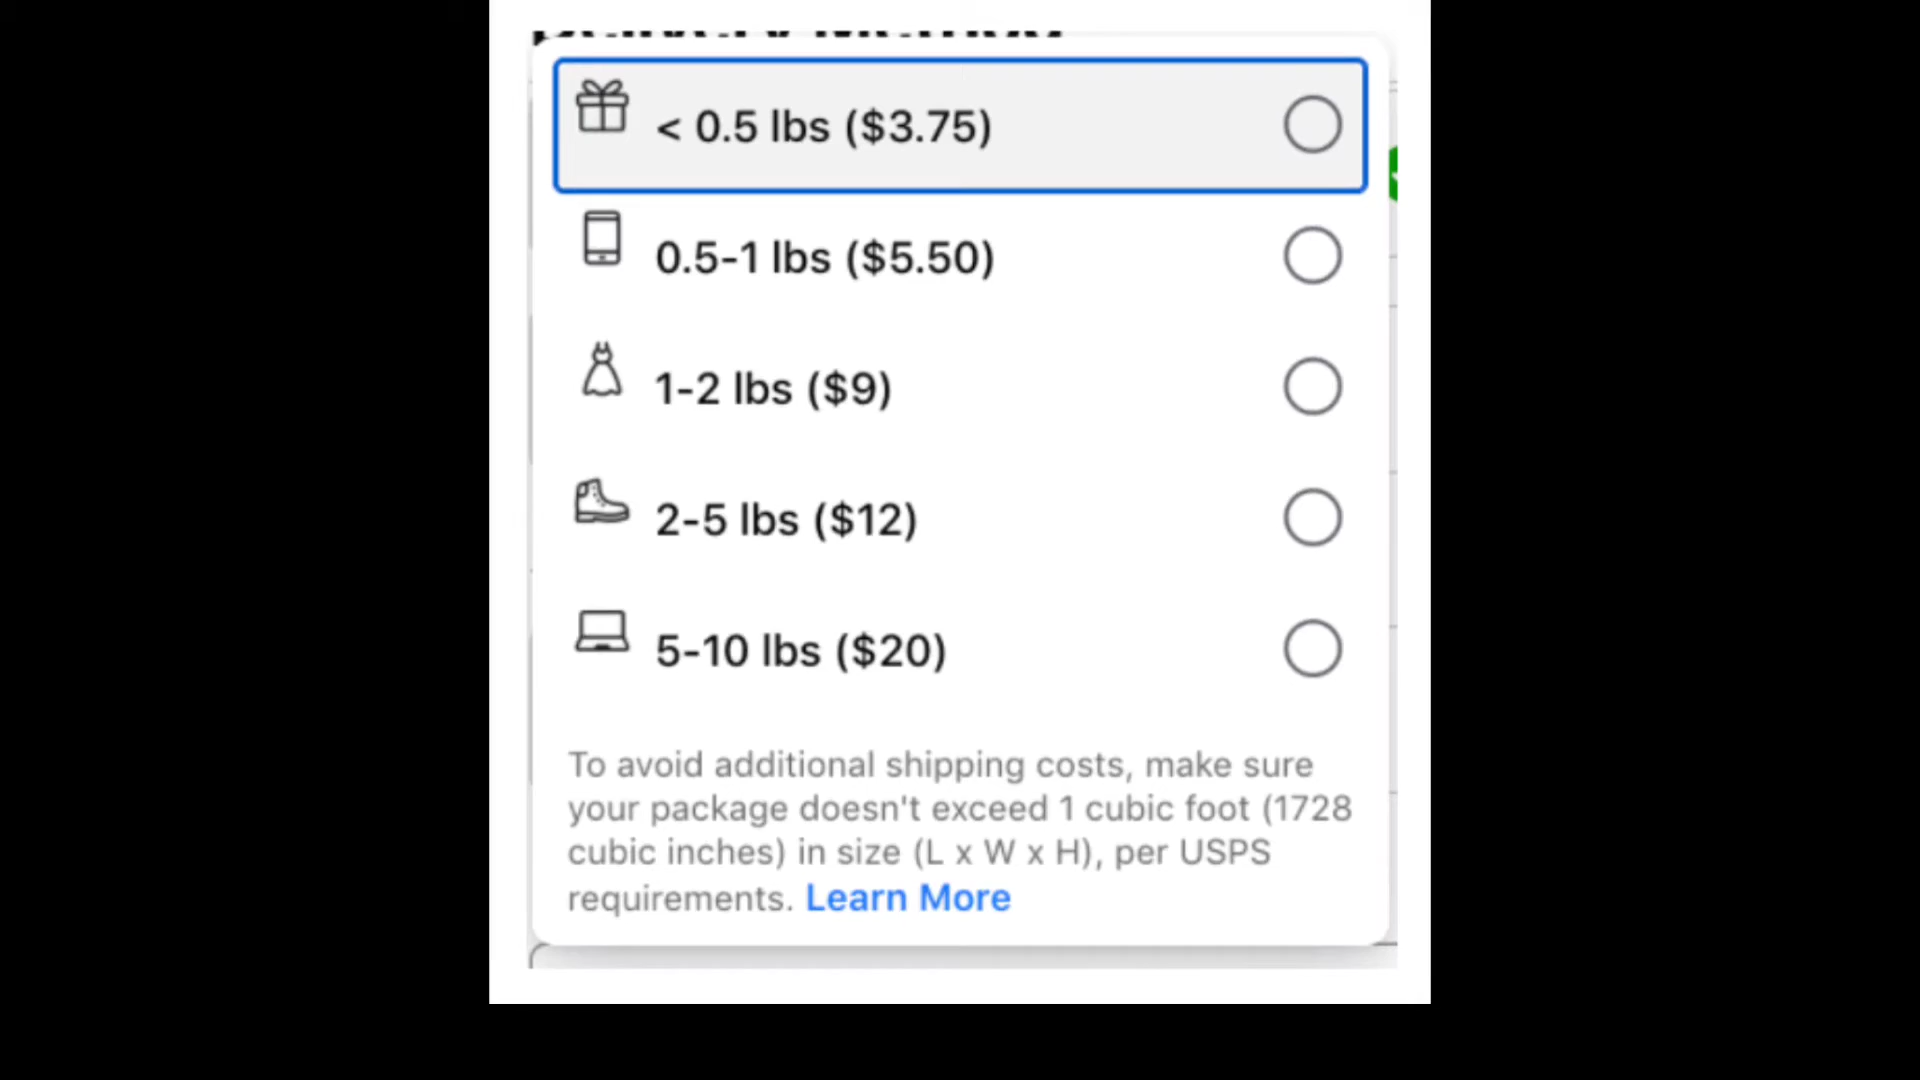 < 0.5 lbs ($3.75)
0.5-1 lbs ($5.50)
1-2 lbs ($9)
2-5 lbs ($12)
5-10 lbs ($20)
To avoid additional shipping costs, make sure
your package doesn't exceed 1 cubic foot (1728
cubic inches) in size (L x W x H), per USPS
requirements. Learn More